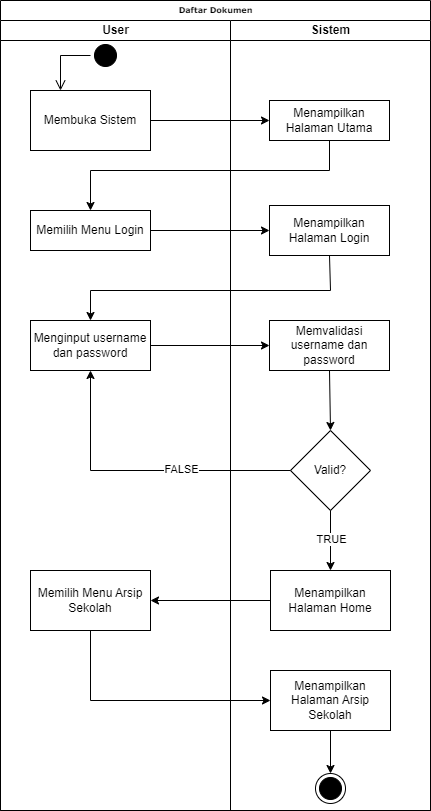 Daftar Dokumen
User
Sistem
Membuka Sistem
Menampilkan
Halaman Utama
Memilih Menu Login
Menampilkan
Halaman Login
Menginput username
dan password
Memvalidasi
username dan
password
Valid?
FALSE
TRUE
Memilih Menu Arsip
Sekolah
Menampilkan
Halaman Home
Menampilkan
Halaman Arsip
Sekolah